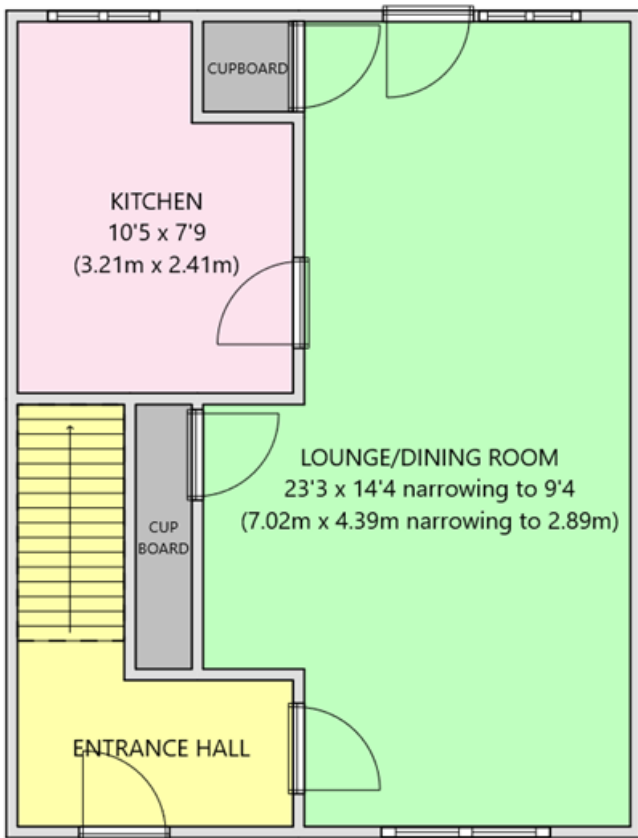 CUPBOARD
KITCHEN
10'5 x 7'9
(3.21m x 2.41m)
LOUNGE/DINING ROOM
23'3 x 14'4 narrowing to 9'4
(7.02m x 4.39m narrowing to 2.89m)
CUP
BOARD
ENTRANCE HALL